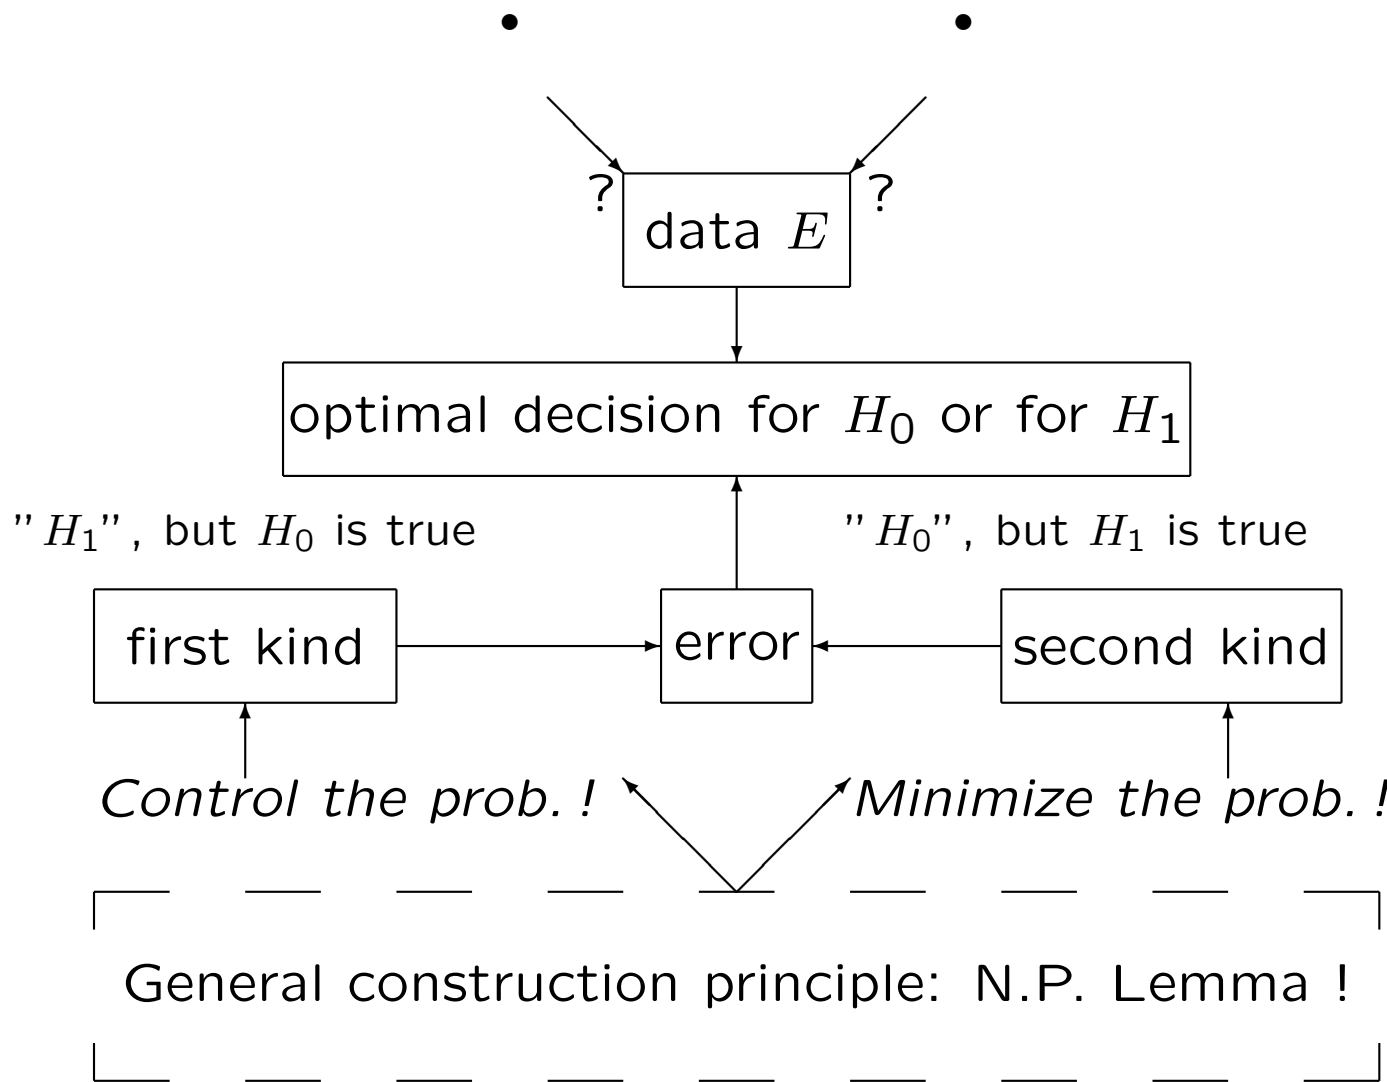 • •
? ?
data E
optimal decision for H₀ or for H₁
"H₁", but H₀ is true "H₀", but H₁ is true
first kind error second kind
Control the prob. ! Minimize the prob. !
General construction principle: N.P. Lemma !